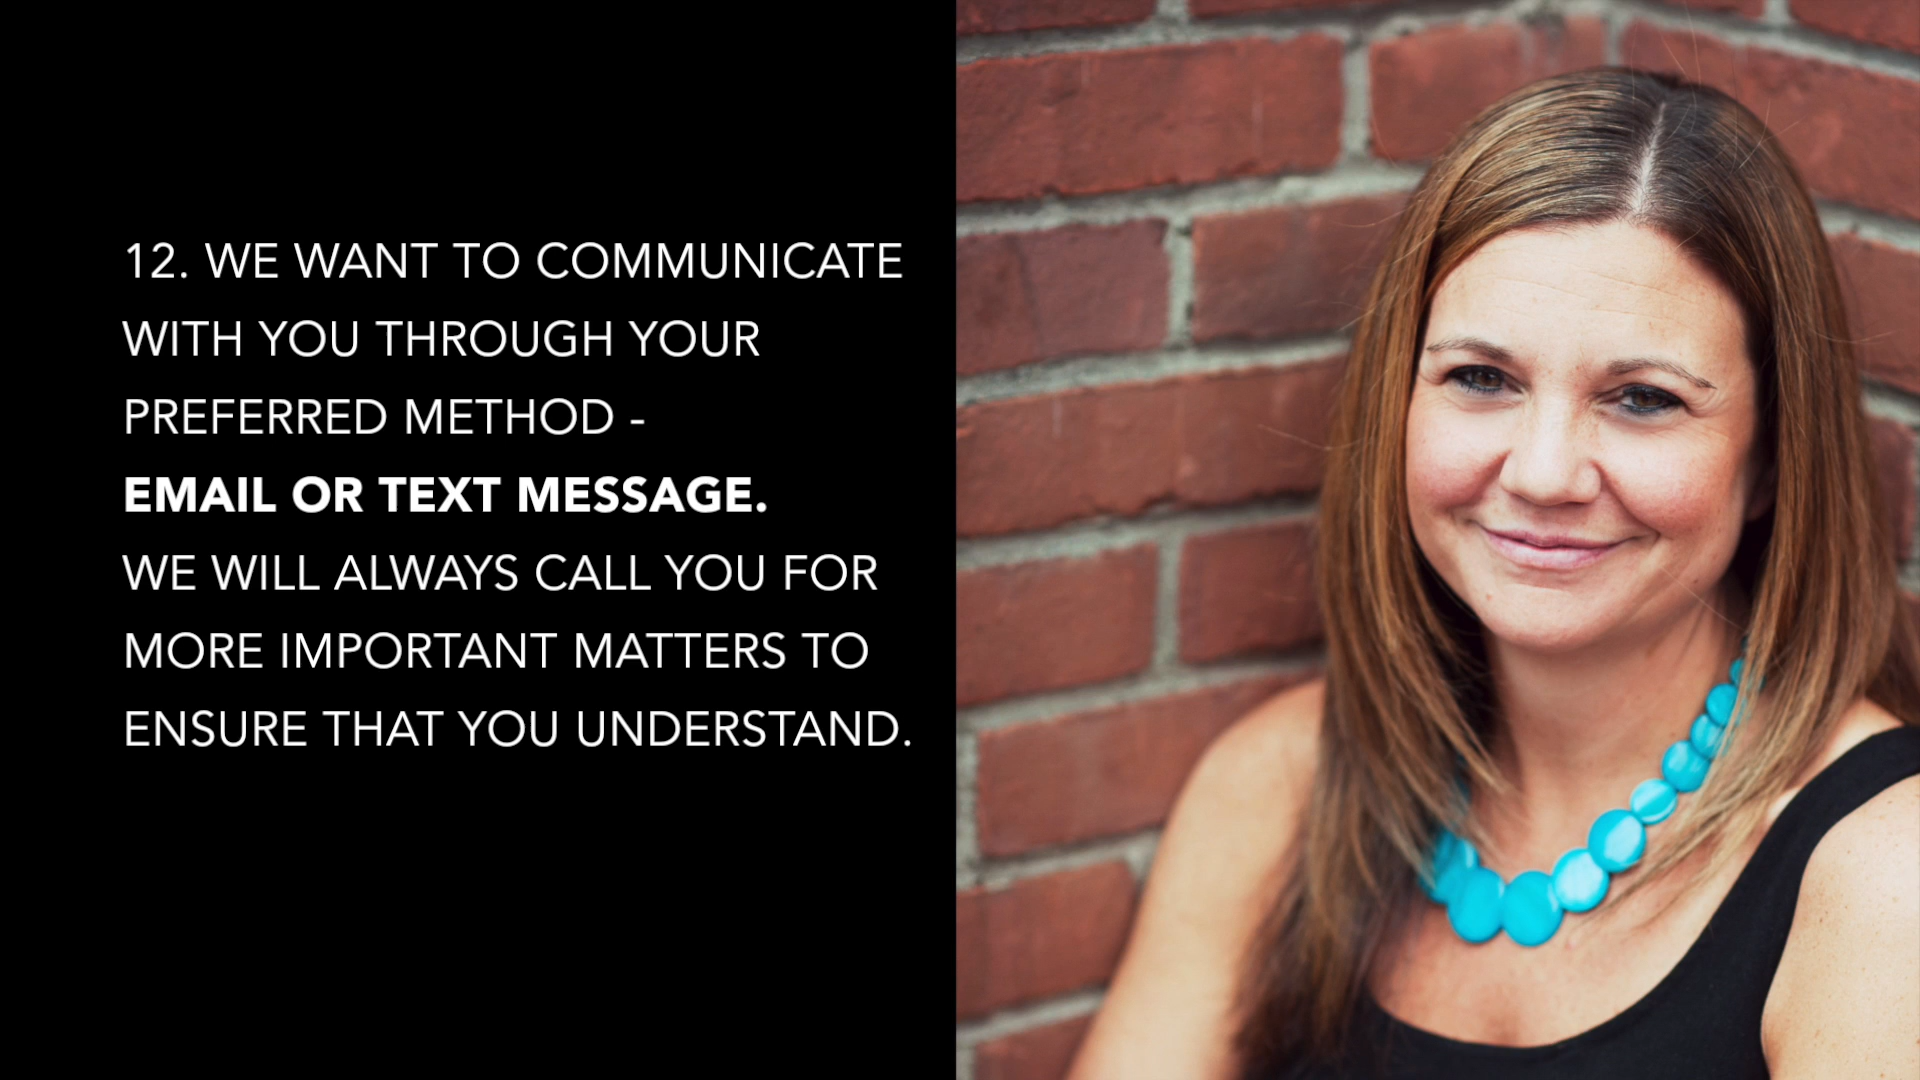 12. WE WANT TO COMMUNICATE
WITH YOU THROUGH YOUR
PREFERRED METHOD -
EMAIL OR TEXT MESSAGE.
WE WILL ALWAYS CALL YOU FOR
MORE IMPORTANT MATTERS TO
ENSURE THAT YOU UNDERSTAND.